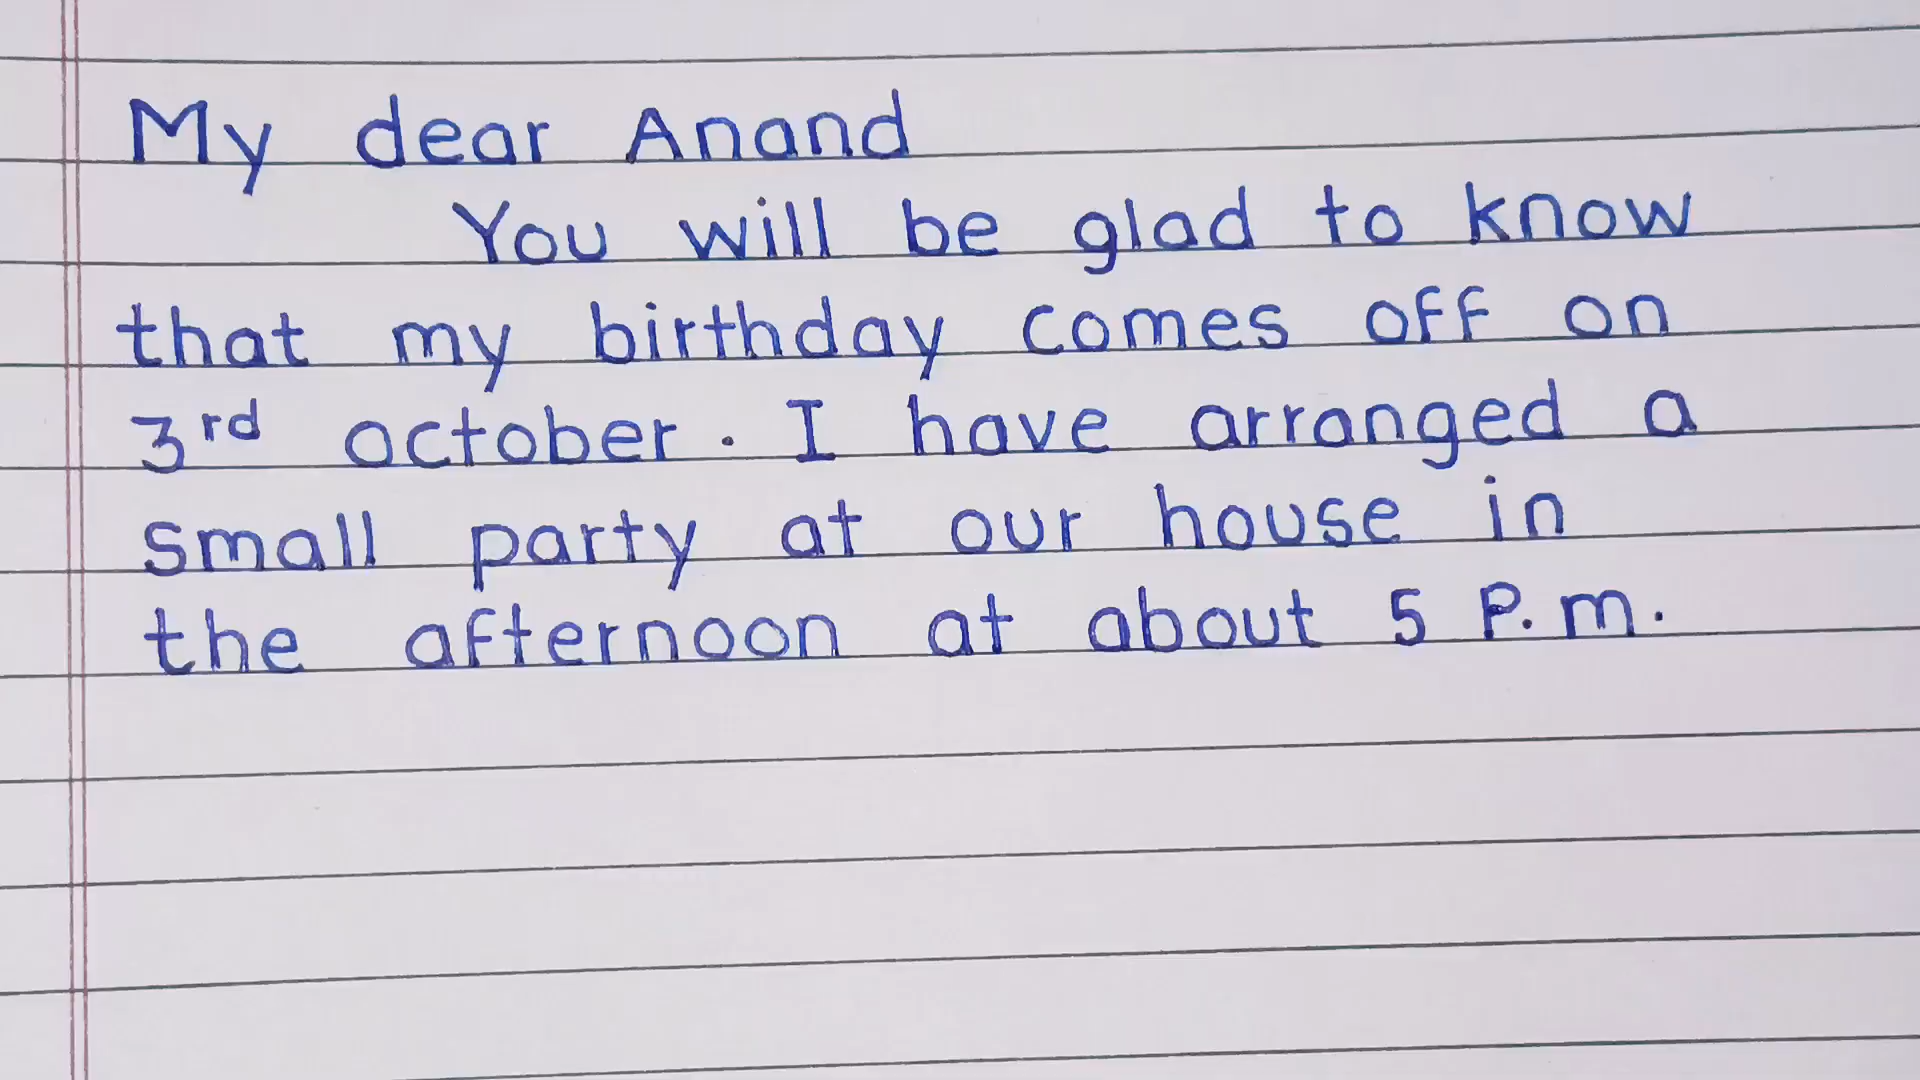 My dear Anand
You will be glad to know
that my birthday comes off on
3rd october. I have arranged a
small party at our house in
the afternoon at about 5 P.m.